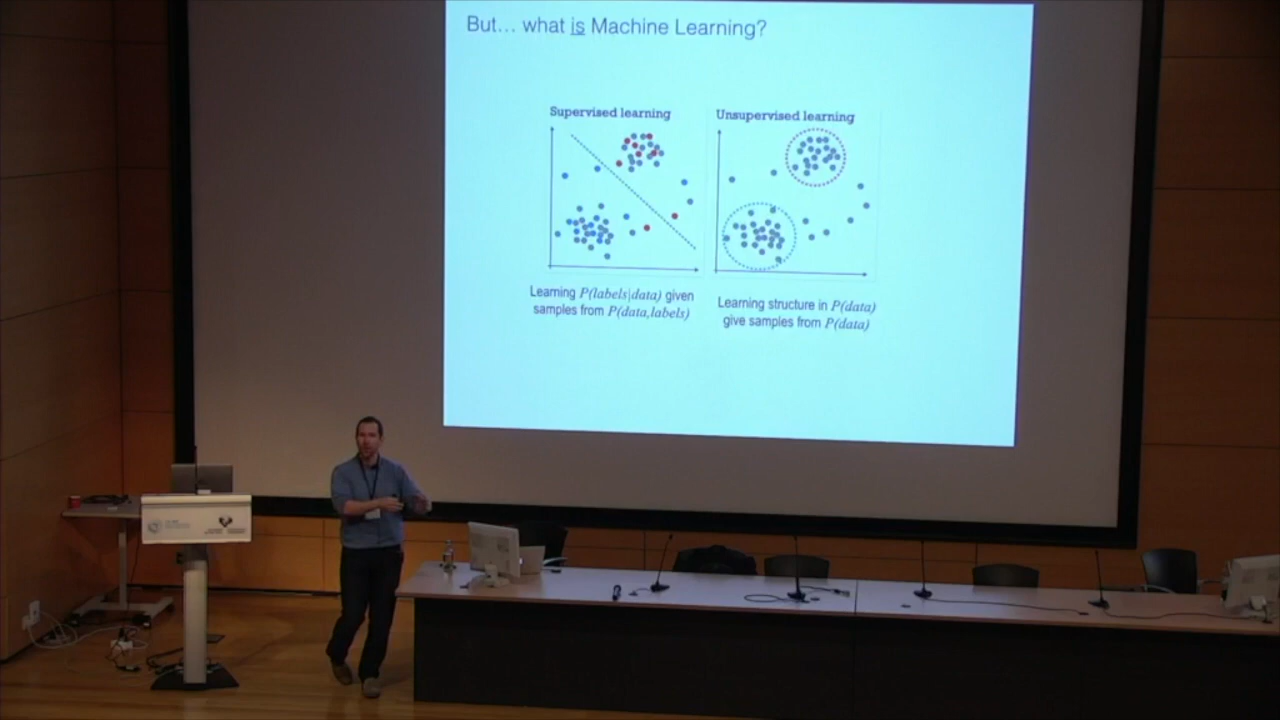 But... what is Machine Learning?
Supervised learning
Unsupervised learning
Learning P(labels|data) given
samples from P(data,labels)
Learning structure in P(data)
give samples from P(data)